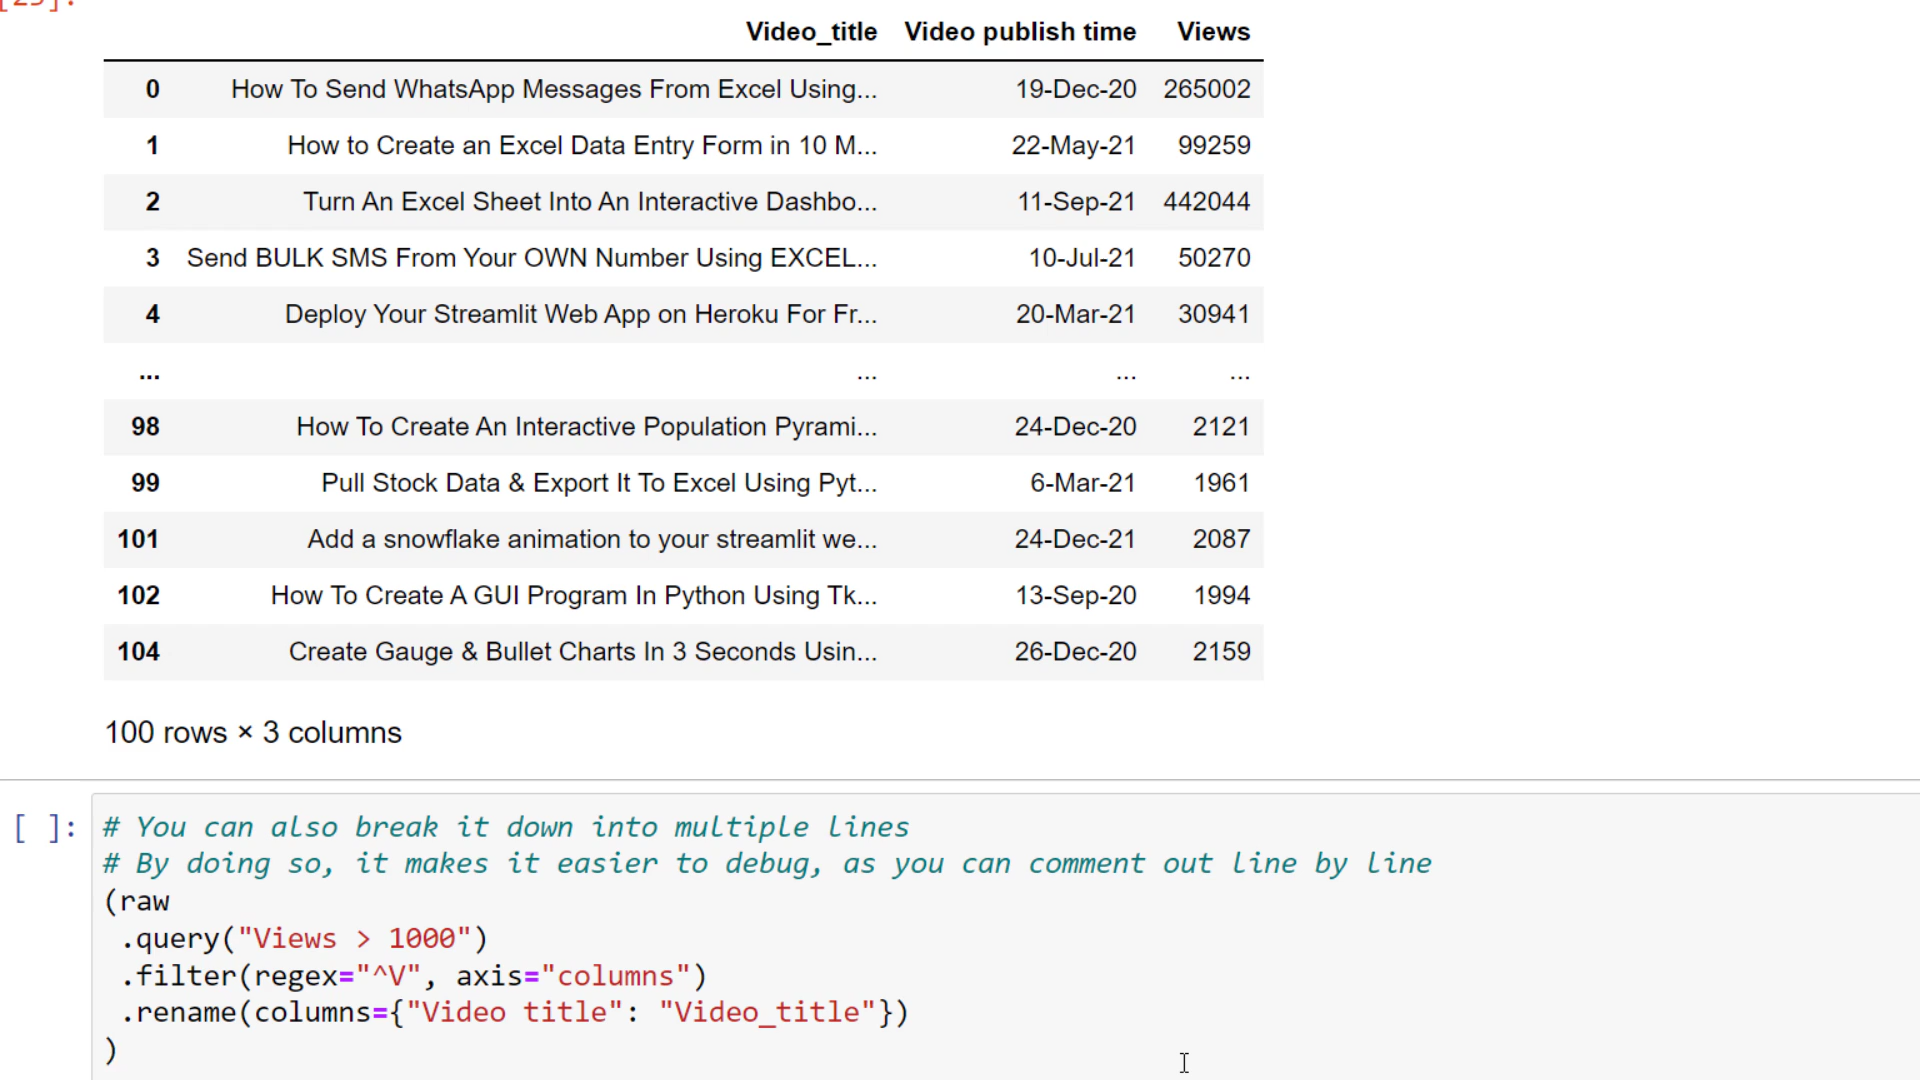 Video_title Video publish time Views
0 How To Send WhatsApp Messages From Excel Using... 19-Dec-20 265002
1 How to Create an Excel Data Entry Form in 10 M... 22-May-21 99259
2 Turn An Excel Sheet Into An Interactive Dashbo... 11-Sep-21 442044
3 Send BULK SMS From Your OWN Number Using EXCEL... 10-Jul-21 50270
4 Deploy Your Streamlit Web App on Heroku For Fr... 20-Mar-21 30941
... ... ... ...
98 How To Create An Interactive Population Pyrami... 24-Dec-20 2121
99 Pull Stock Data & Export It To Excel Using Pyt... 6-Mar-21 1961
101 Add a snowflake animation to your streamlit we... 24-Dec-21 2087
102 How To Create A GUI Program In Python Using Tk... 13-Sep-20 1994
104 Create Gauge & Bullet Charts In 3 Seconds Usin... 26-Dec-20 2159
100 rows × 3 columns
[ ]: # You can also break it down into multiple lines
# By doing so, it makes it easier to debug, as you can comment out line by line
(raw
.query("Views > 1000")
.filter(regex="^V", axis="columns")
.rename(columns={"Video title": "Video_title"})
)